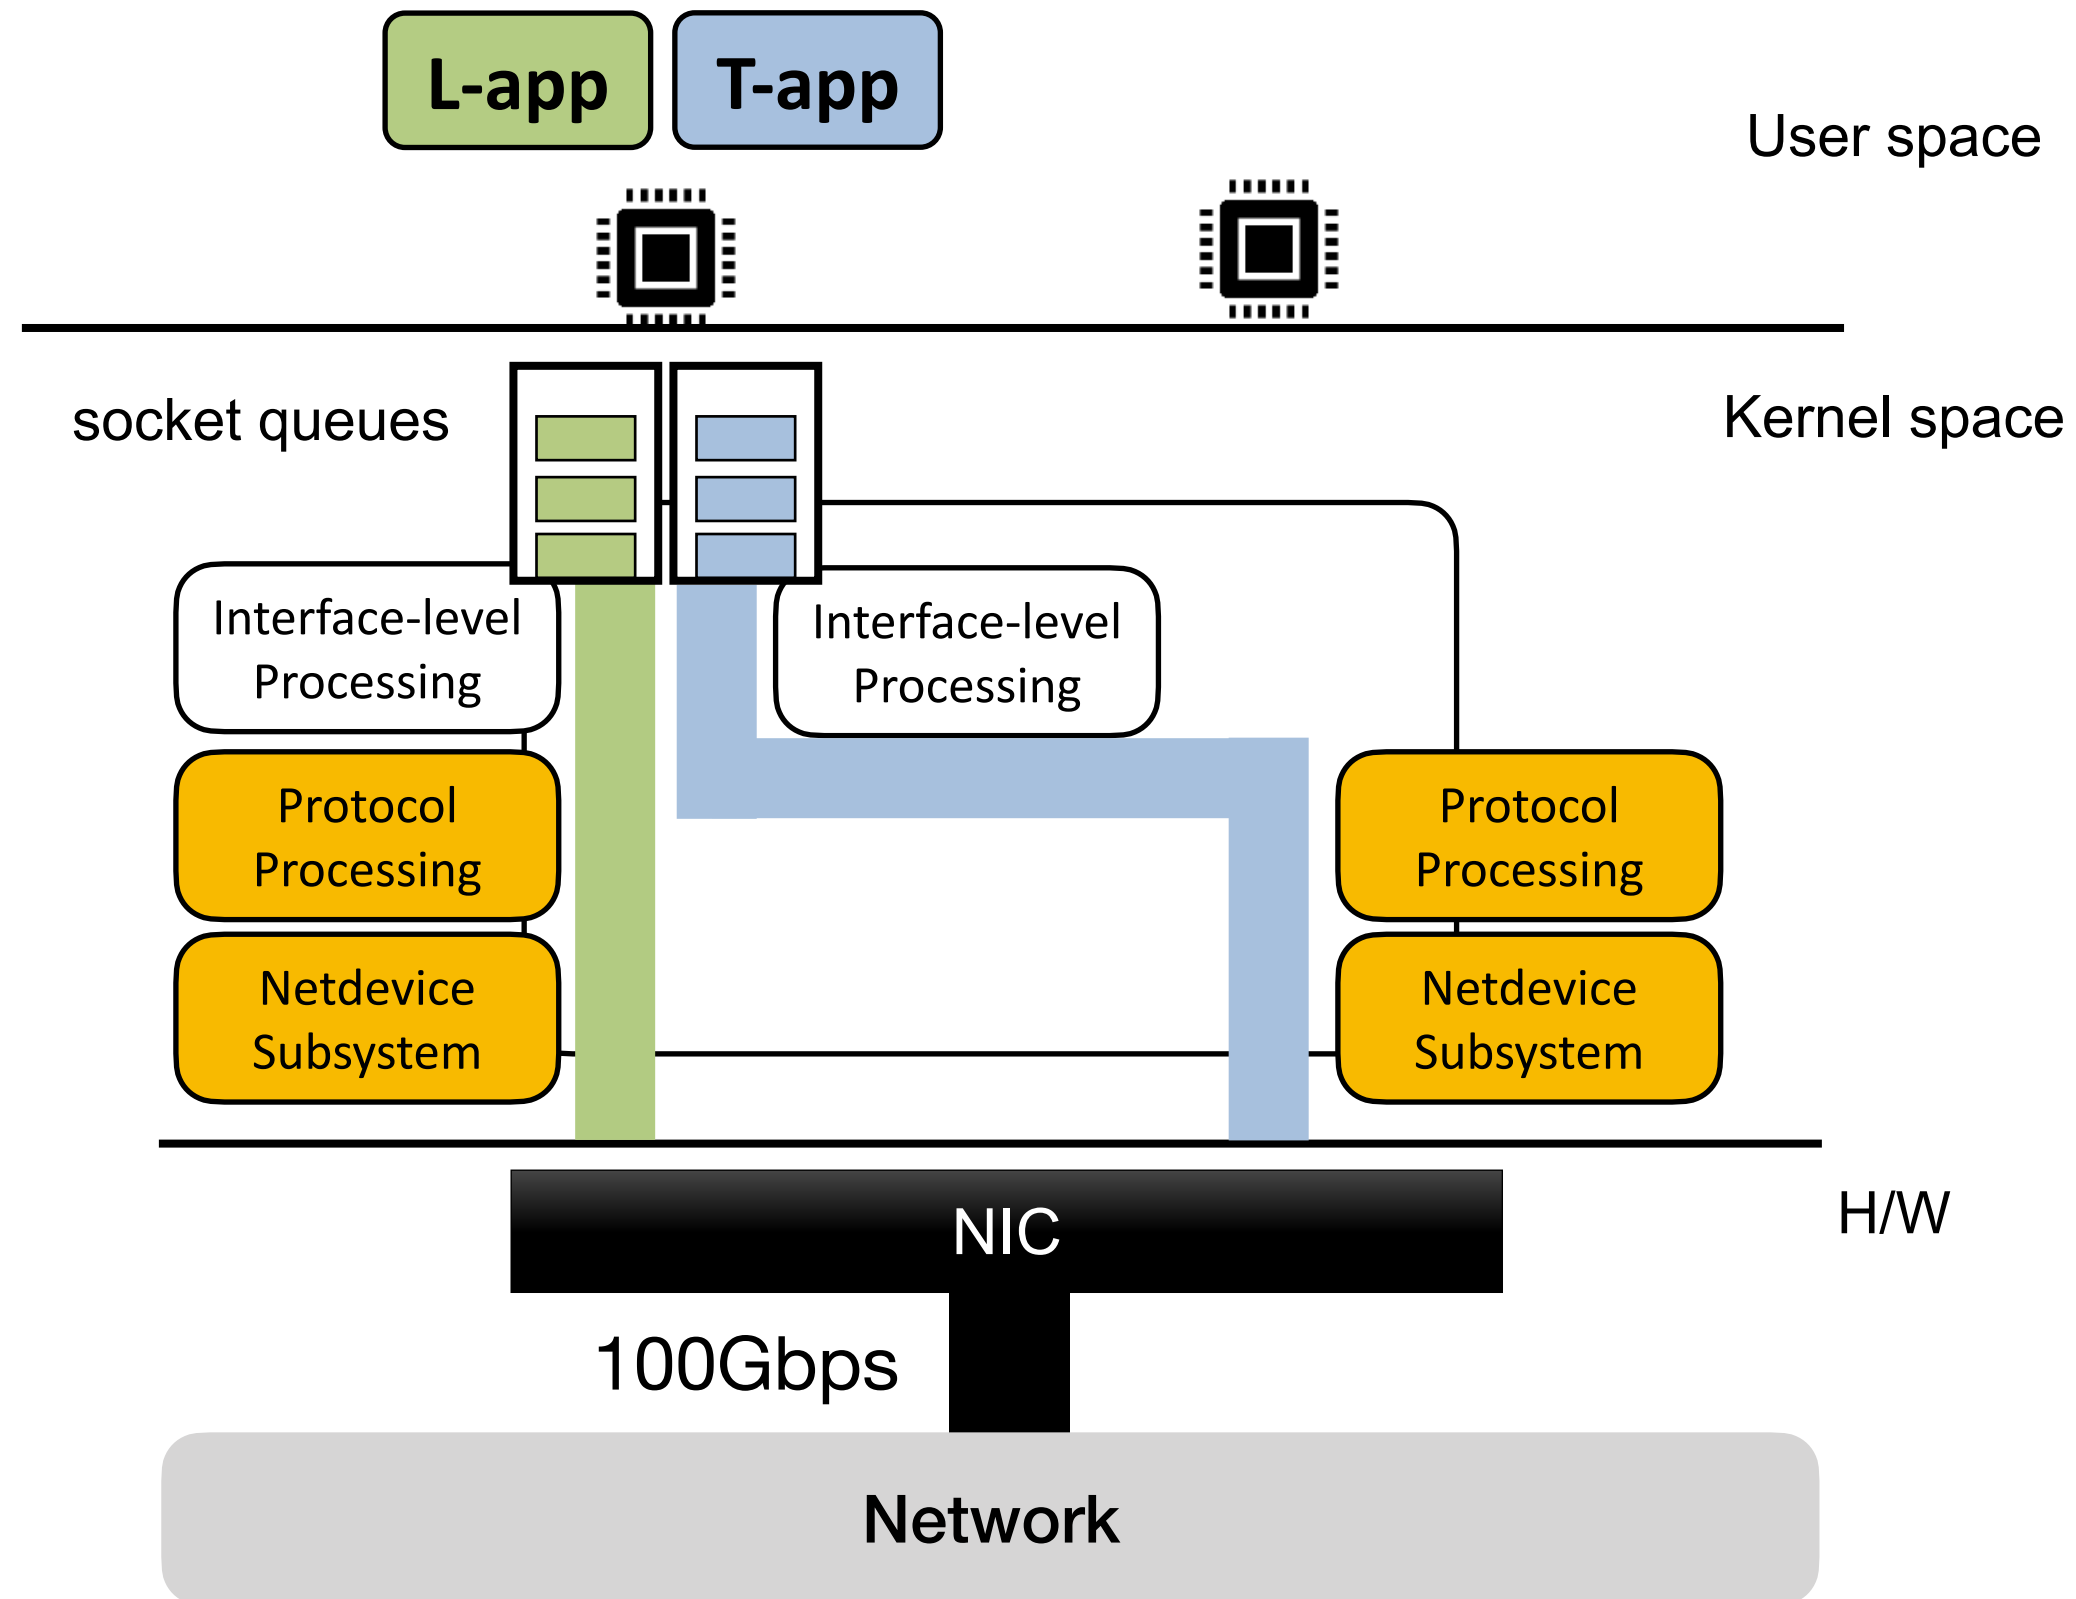 L-app
T-app
User space
socket queues
Kernel space
Interface-level
Processing
Interface-level
Processing
Protocol
Processing
Protocol
Processing
Netdevice
Subsystem
Netdevice
Subsystem
NIC
H/W
100Gbps
Network